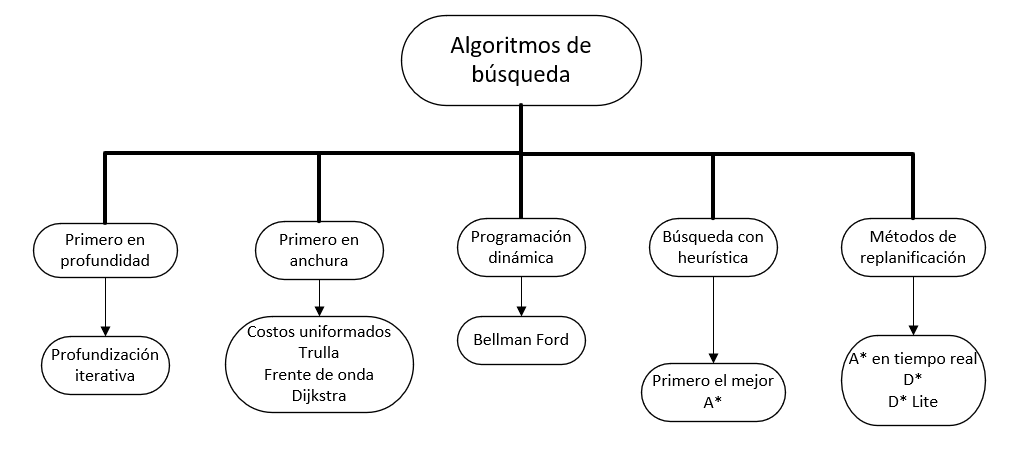 Algoritmos de
búsqueda
Primero en
profundidad
Primero en
anchura
Programación
dinámica
Búsqueda con
heurística
Métodos de
replanificación
Profundización
iterativa
Costos uniformados
Trulla
Frente de onda
Dijkstra
Bellman Ford
Primero el mejor
A*
A* en tiempo real
D*
D* Lite